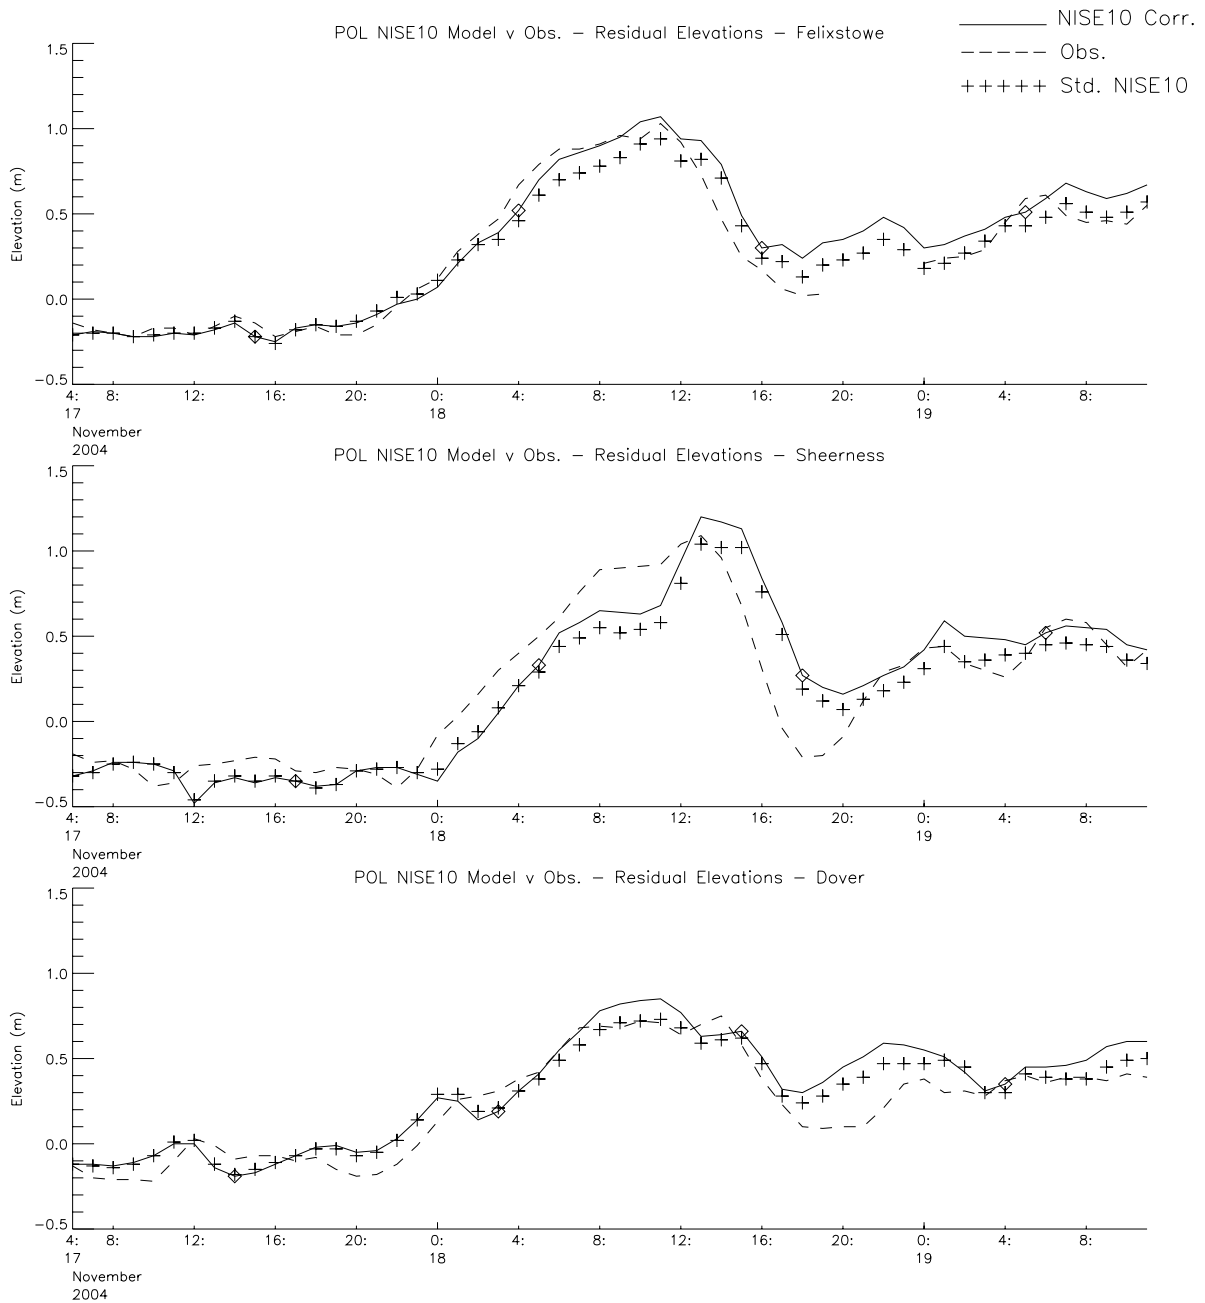 POL NISE10 Model v Obs. – Residual Elevations – Felixstowe
NISE10 Corr.
Obs.
+++++ Std. NISE10
Elevation (m)
1.5
1.0
0.5
0.0
−0.5
4: 8: 12: 16: 20: 0: 4: 8: 12: 16: 20: 0: 4: 8:
17 18 19
November
2004
POL NISE10 Model v Obs. – Residual Elevations – Sheerness
Elevation (m)
1.5
1.0
0.5
0.0
−0.5
4: 8: 12: 16: 20: 0: 4: 8: 12: 16: 20: 0: 4: 8:
17 18 19
November
2004
POL NISE10 Model v Obs. – Residual Elevations – Dover
Elevation (m)
1.5
1.0
0.5
0.0
−0.5
4: 8: 12: 16: 20: 0: 4: 8: 12: 16: 20: 0: 4: 8:
17 18 19
November
2004